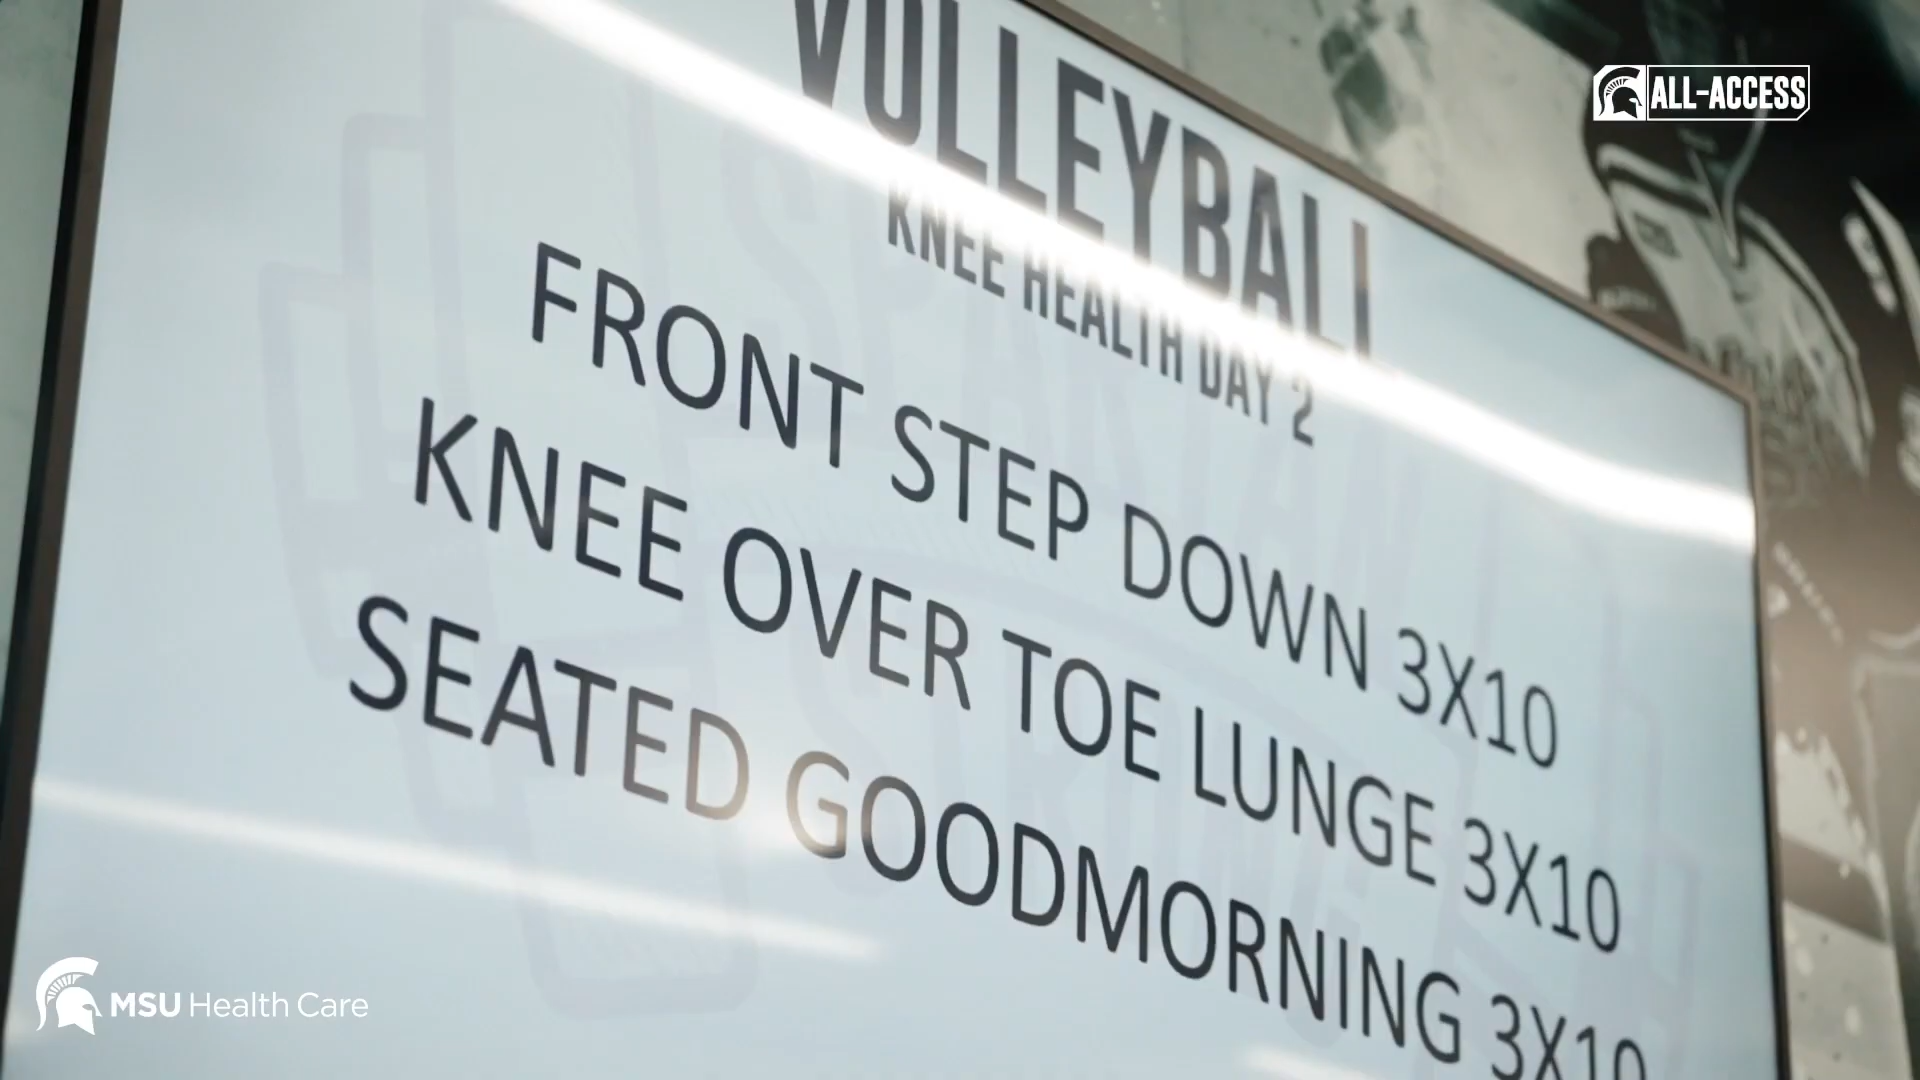 VOLLEYBALL
KNEE HEALTH DAY 2
FRONT STEP DOWN 3X10
KNEE OVER TOE LUNGE 3X10
SEATED GOODMORNING 3X10
ALL-ACCESS
MSU Health Care